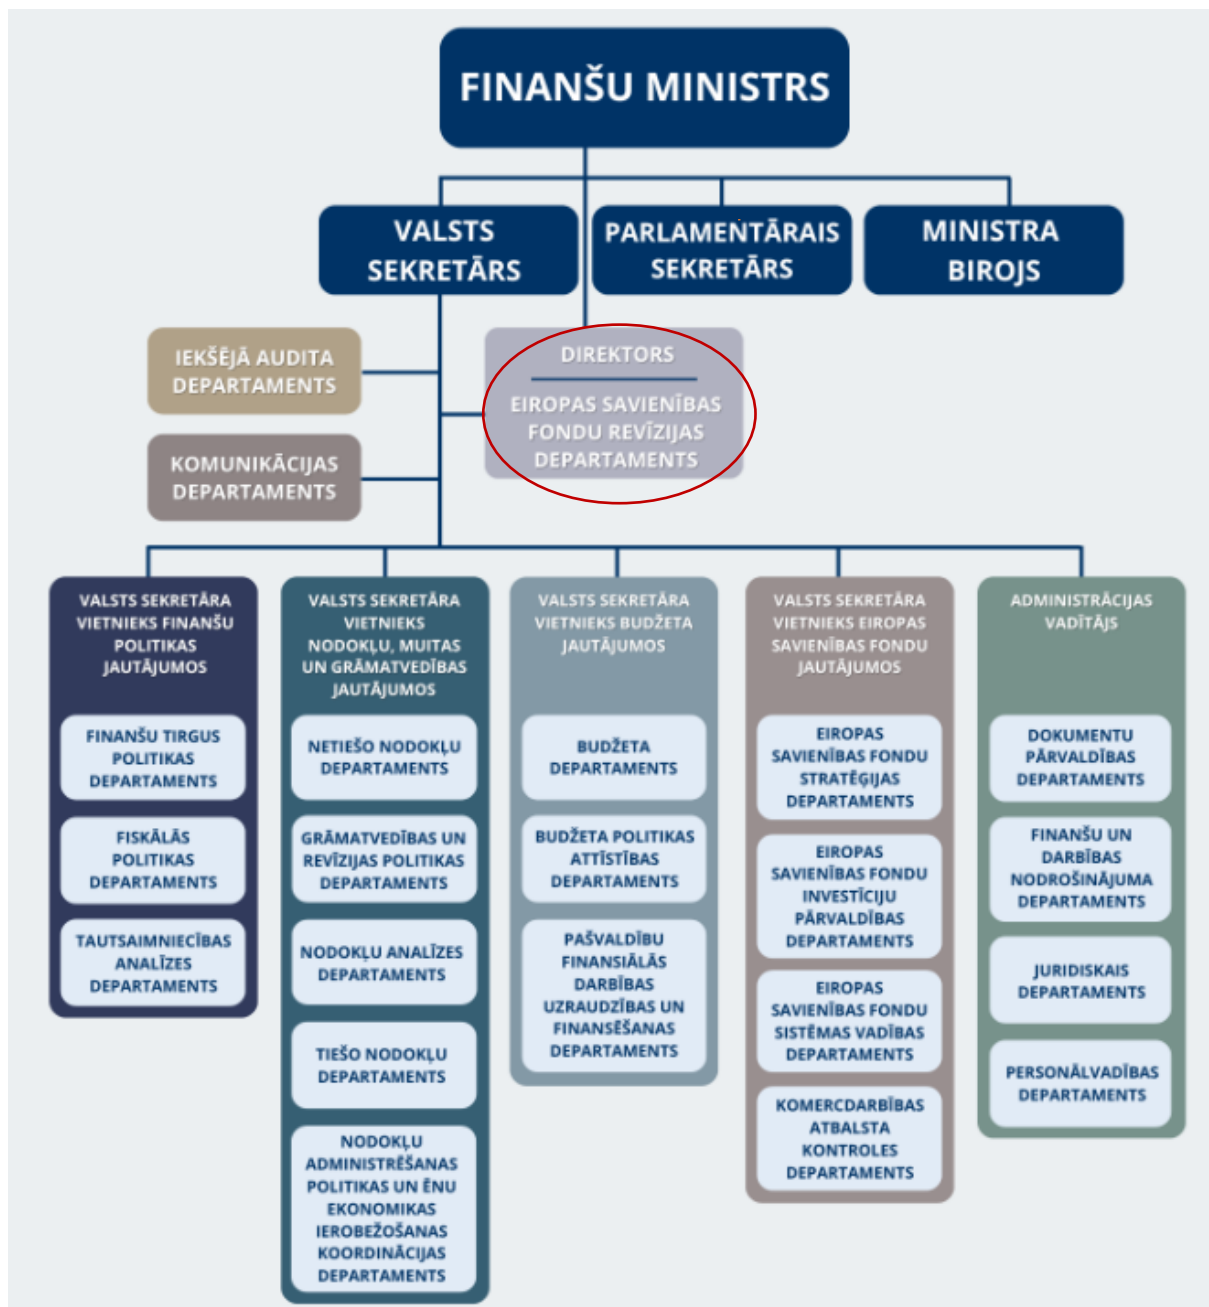 FINANŠU MINISTRS
VALSTS
SEKRETĀRS
PARLAMENTĀRAIS
SEKRETĀRS
MINISTRA
BIROJS
IEKŠĒJĀ AUDITA
DEPARTAMENTS
DIREKTORS
EIROPAS SAVIENĪBAS
FONDU REVĪZIJAS
DEPARTAMENTS
KOMUNIKĀCIJAS
DEPARTAMENTS
VALSTS SEKRETĀRA
VIETNIEKS FINANŠU
POLITIKAS
JAUTĀJUMOS
FINANŠU TIRGUS
POLITIKAS
DEPARTAMENTS
FISKĀLĀS
POLITIKAS
DEPARTAMENTS
TAUTSAIMNIECĪBAS
ANALĪZES
DEPARTAMENTS
VALSTS SEKRETĀRA
VIETNIEKS
NODOKĻU, MUITAS
UN GRĀMATVEDĪBAS
JAUTĀJUMOS
NETIEŠO NODOKĻU
DEPARTAMENTS
GRĀMATVEDĪBAS UN
REVĪZIJAS POLITIKAS
DEPARTAMENTS
NODOKĻU ANALĪZES
DEPARTAMENTS
TIEŠO NODOKĻU
DEPARTAMENTS
NODOKĻU
ADMINISTRĒŠANAS
POLITIKAS UN ĒNU
EKONOMIKAS
IEROBEŽOŠANAS
KOORDINĀCIJAS
DEPARTAMENTS
VALSTS SEKRETĀRA
VIETNIEKS BUDŽETA
JAUTĀJUMOS
BUDŽETA
DEPARTAMENTS
BUDŽETA POLITIKAS
ATTĪSTĪBAS
DEPARTAMENTS
PAŠVALDĪBU
FINANSIĀLĀS
DARBĪBAS
UZRAUDZĪBAS UN
FINANSĒŠANAS
DEPARTAMENTS
VALSTS SEKRETĀRA
VIETNIEKS EIROPAS
SAVIENĪBAS FONDU
JAUTĀJUMOS
EIROPAS
SAVIENĪBAS FONDU
STRATĒĢIJAS
DEPARTAMENTS
EIROPAS
SAVIENĪBAS FONDU
INVESTĪCIJU
PĀRVALDĪBAS
DEPARTAMENTS
EIROPAS
SAVIENĪBAS FONDU
SISTĒMAS VADĪBAS
DEPARTAMENTS
KOMERCDARBĪBAS
ATBALSTA
KONTROLES
DEPARTAMENTS
ADMINISTRĀCIJAS
VADĪTĀJS
DOKUMENTU
PĀRVALDĪBAS
DEPARTAMENTS
FINANŠU UN
DARBĪBAS
NODROŠINĀJUMA
DEPARTAMENTS
JURIDISKAIS
DEPARTAMENTS
PERSONĀLVADĪBAS
DEPARTAMENTS